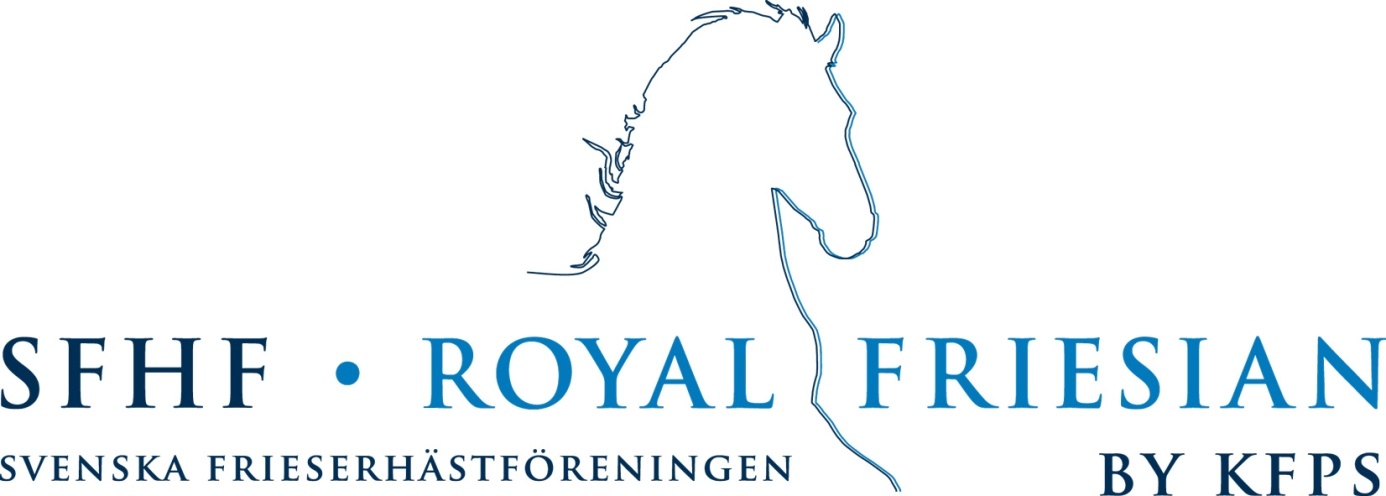 SFHF • ROYAL FRIESIAN
SVENSKA FRIESERHÄSTFÖRENINGEN BY KFPS